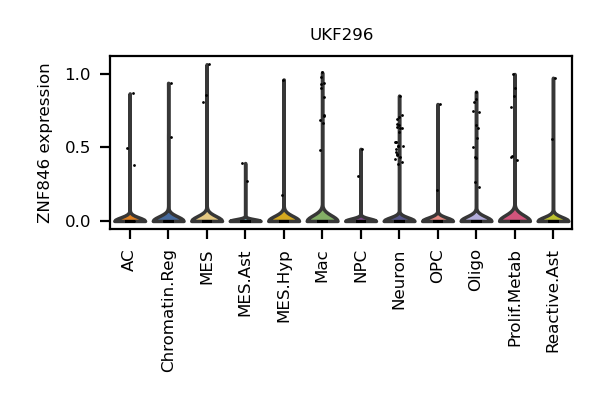 UKF296
ZNF846 expression
1.0
0.5
0.0
AC
Chromatin.Reg
MES
MES.Ast
MES.Hyp
Mac
NPC
Neuron
OPC
Oligo
Prolif.Metab
Reactive.Ast